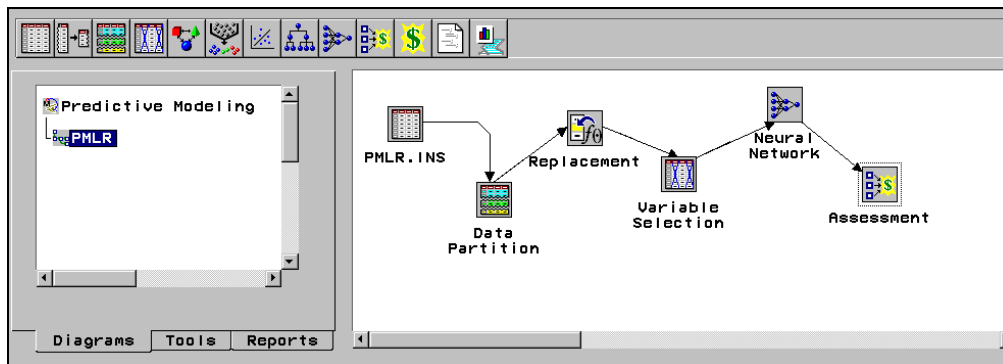 Predictive Modeling
PMLR
Diagrams
Tools
Reports
PMLR.INS
Data
Partition
Replacement
Variable
Selection
Neural
Network
Assessment